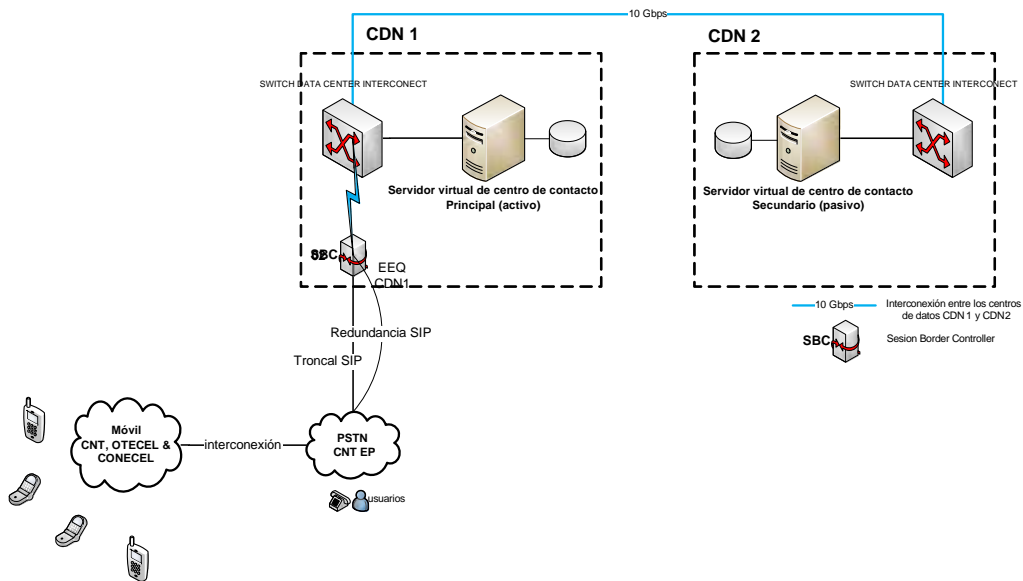 10 Gbps
CDN 1
CDN 2
SWITCH DATA CENTER INTERCONECT
SWITCH DATA CENTER INTERCONECT
Servidor virtual de centro de contacto
Principal (activo)
Servidor virtual de centro de contacto
Secundario (pasivo)
SBC
EEQ
CDN1
10 Gbps
Interconexión entre los centros
de datos CDN 1 y CDN2
SBC
Sesion Border Controller
Redundancia SIP
Troncal SIP
Móvil
CNT, OTECEL &
CONECEL
interconexión
PSTN
CNT EP
usuarios